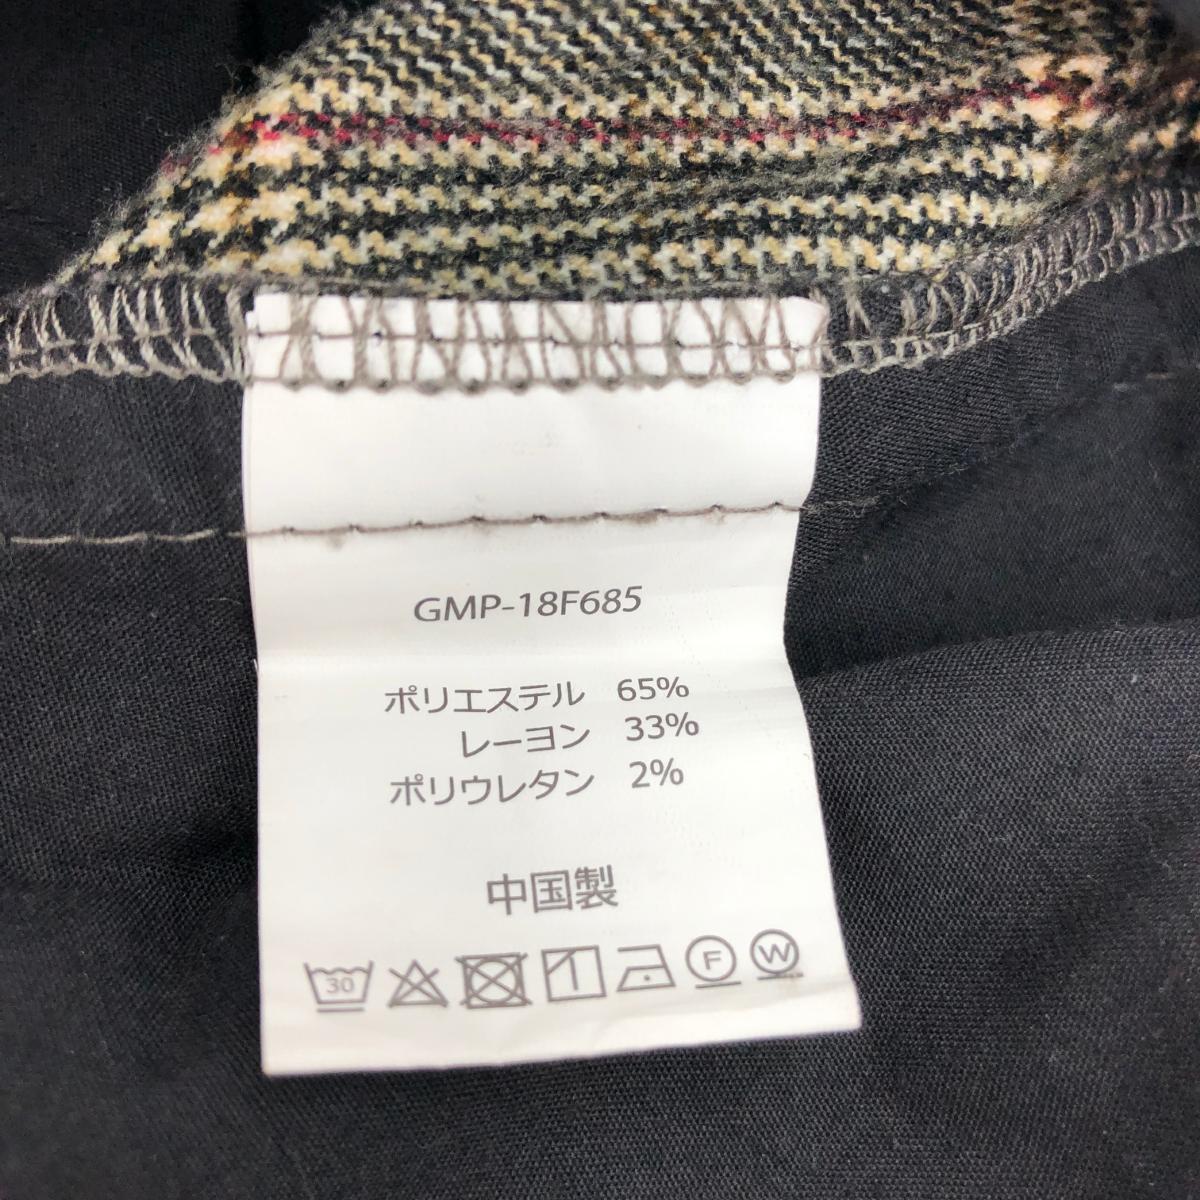 GMP-18F685
ポリエステル 65%
レーヨン 33%
ポリウレタン 2%
中国製
30 F W